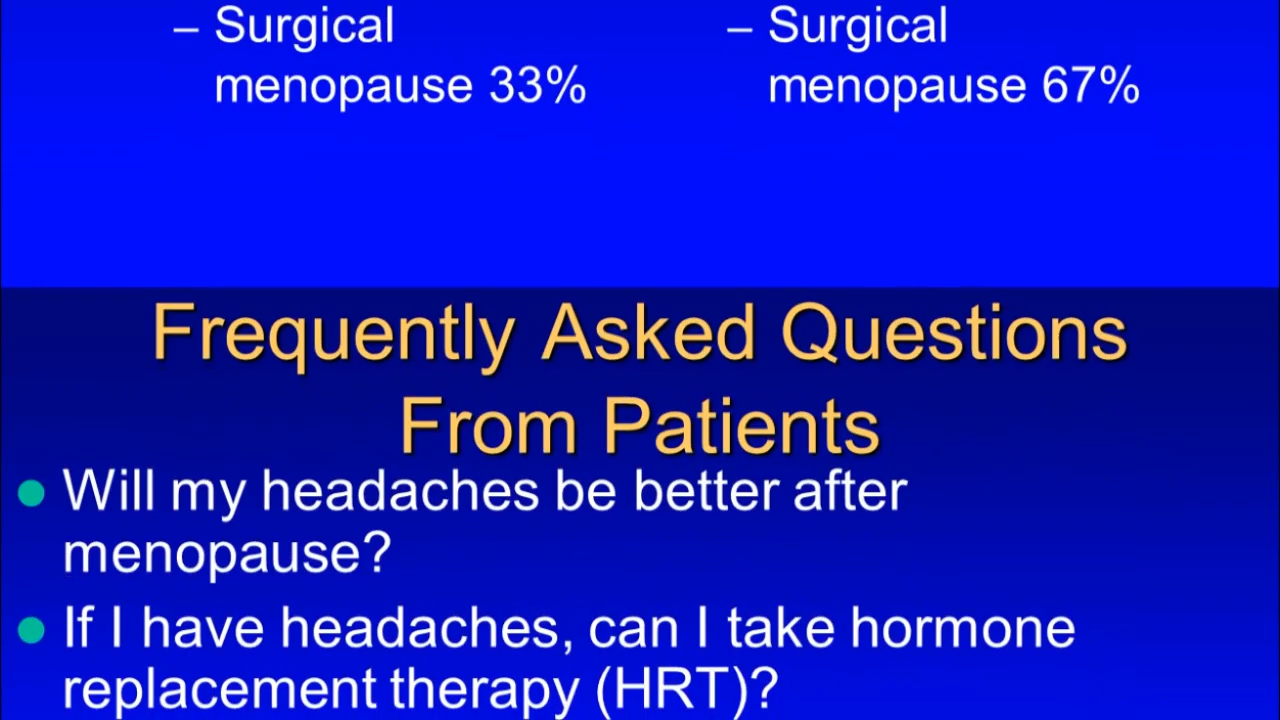 – Surgical
menopause 33%
– Surgical
menopause 67%
Frequently Asked Questions
From Patients
● Will my headaches be better after
menopause?
● If I have headaches, can I take hormone
replacement therapy (HRT)?